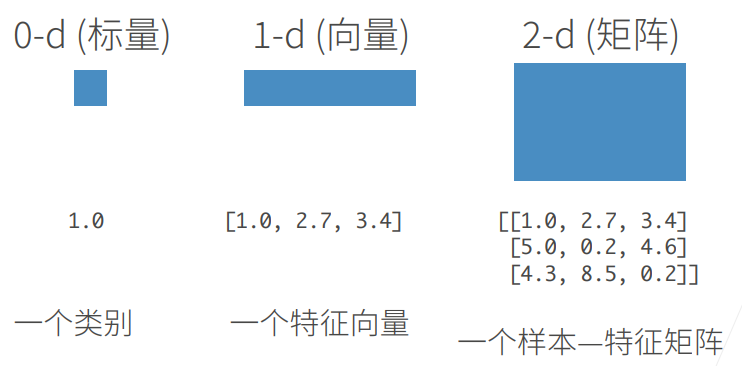 0-d (标量)
1-d (向量)
2-d (矩阵)
1.0
[1.0, 2.7, 3.4]
[[1.0, 2.7, 3.4]
[5.0, 0.2, 4.6]
[4.3, 8.5, 0.2]]
一个类别
一个特征向量
一个样本—特征矩阵